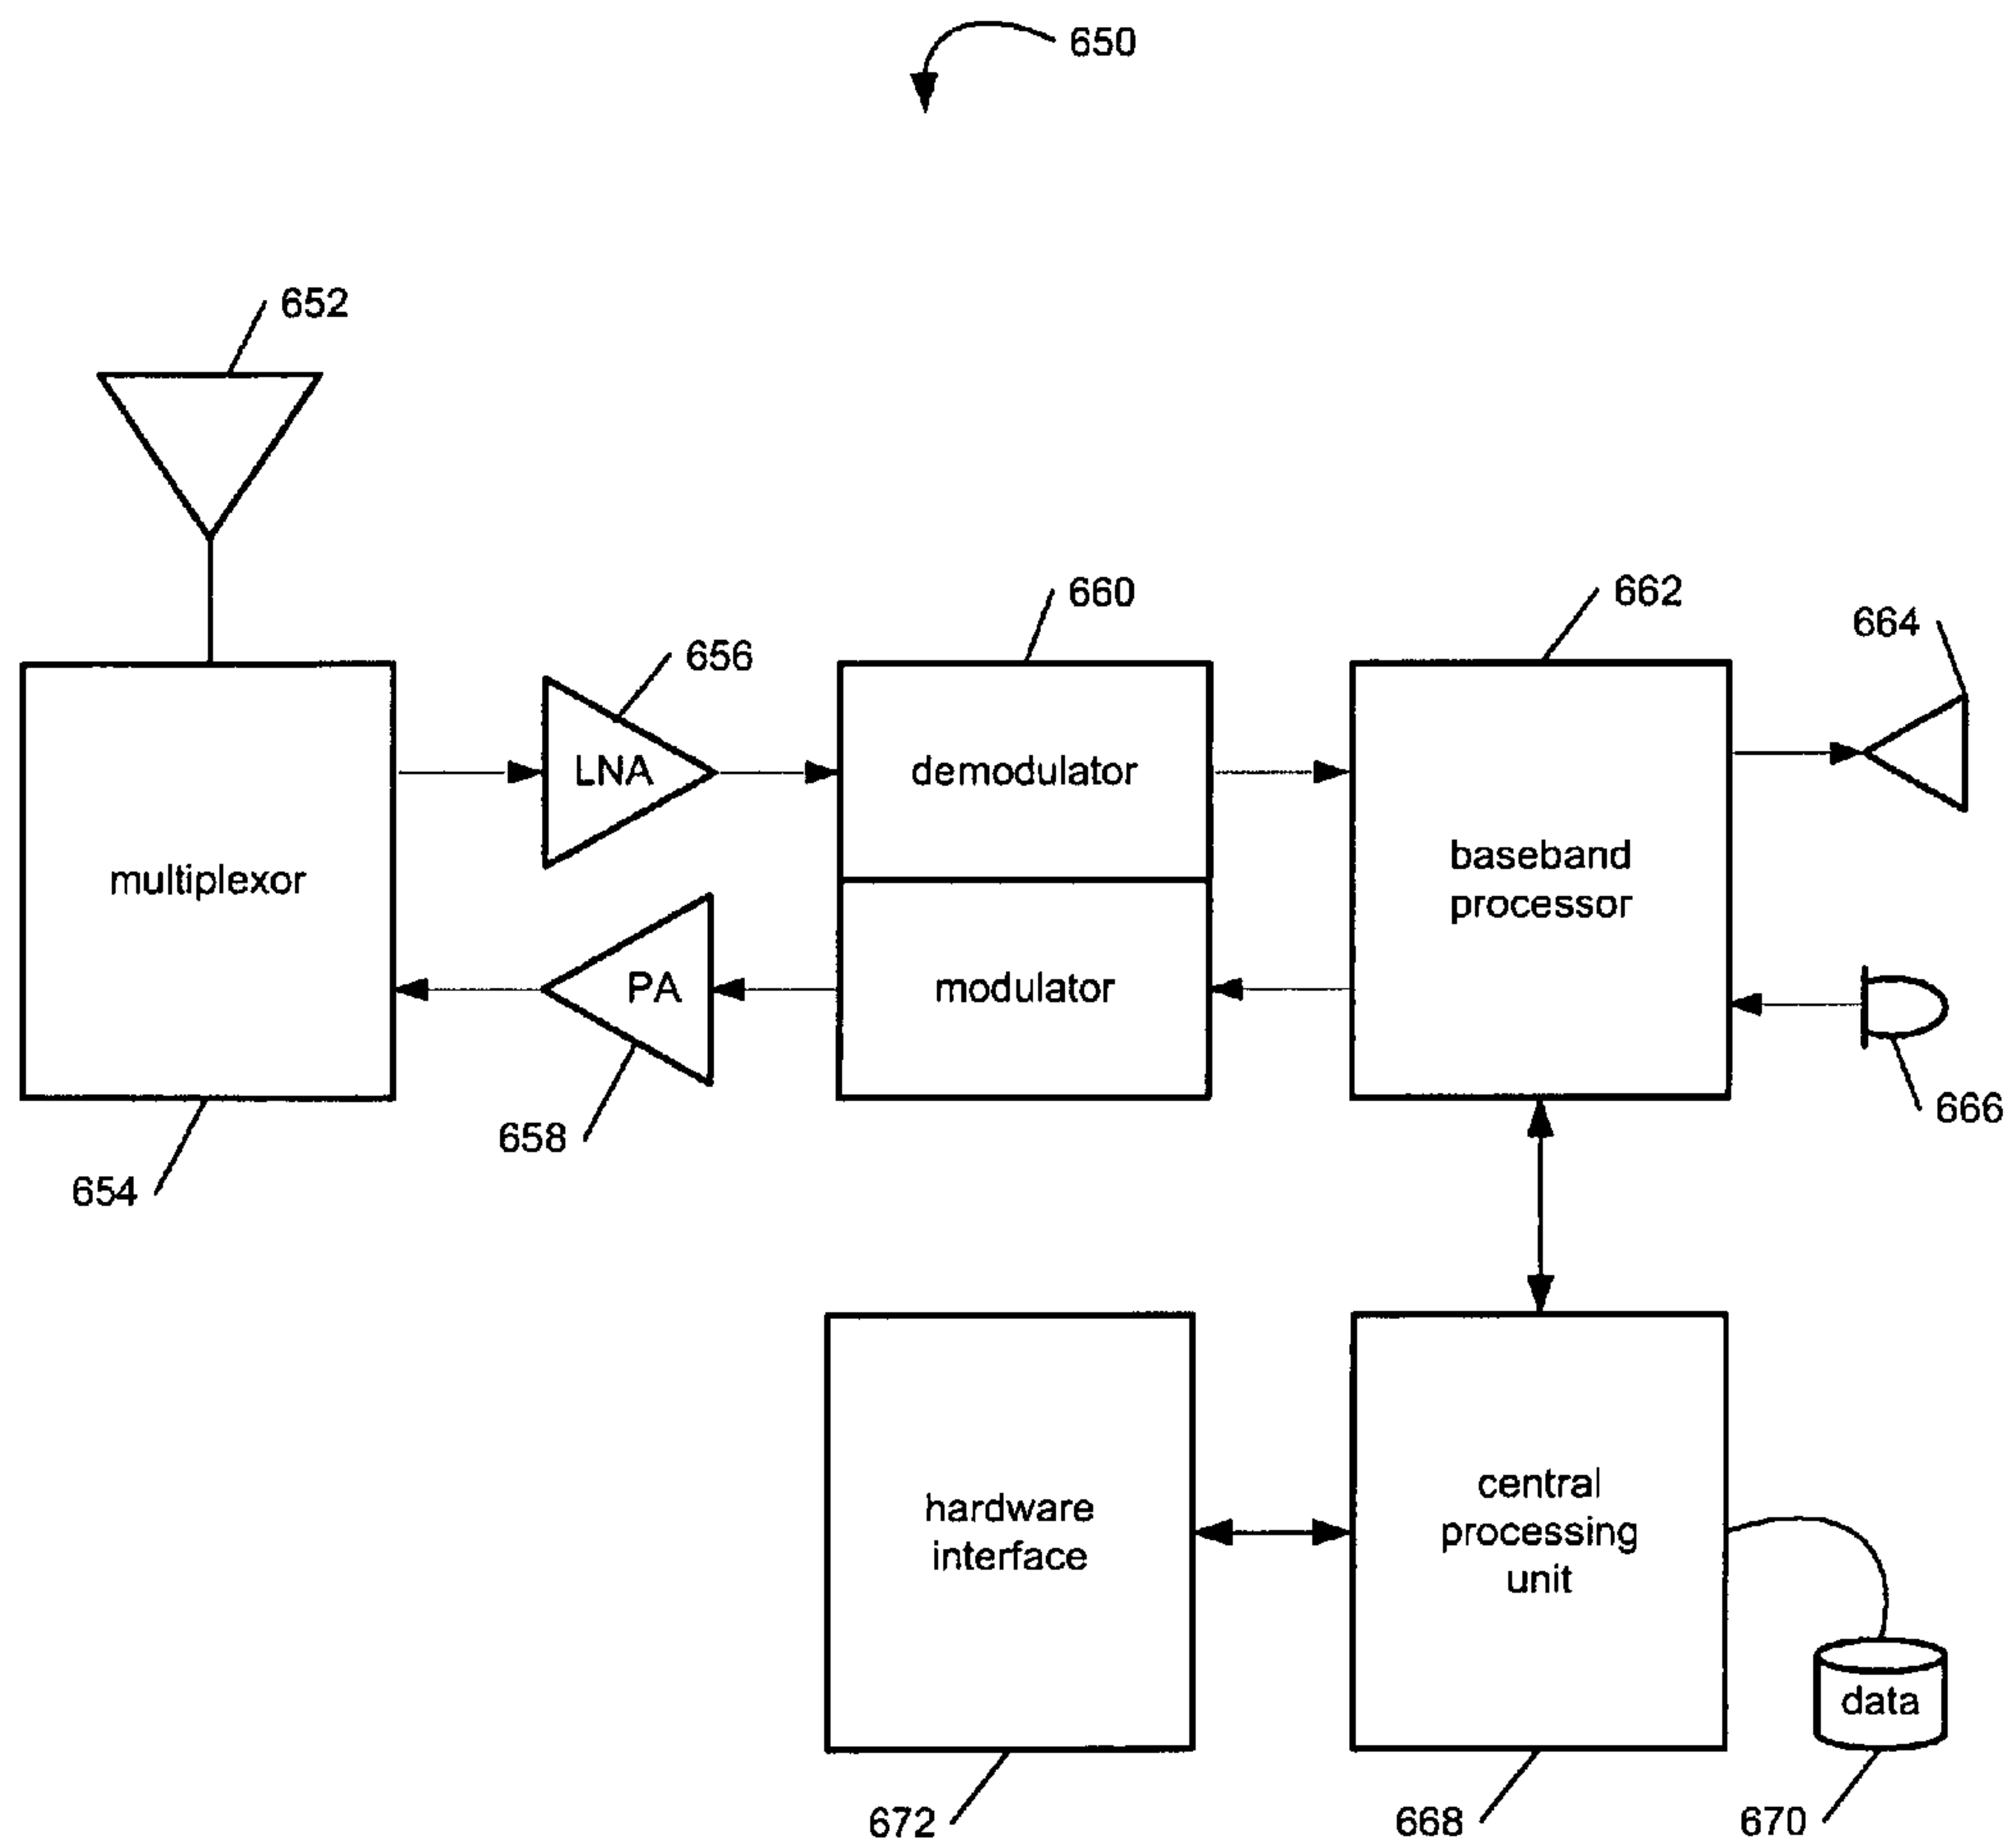 650
652
660
662
664
656
LNA
demodulator
baseband
processor
multiplexor
PA
modulator
666
658
654
hardware
interface
central
processing
unit
data
672
668
670